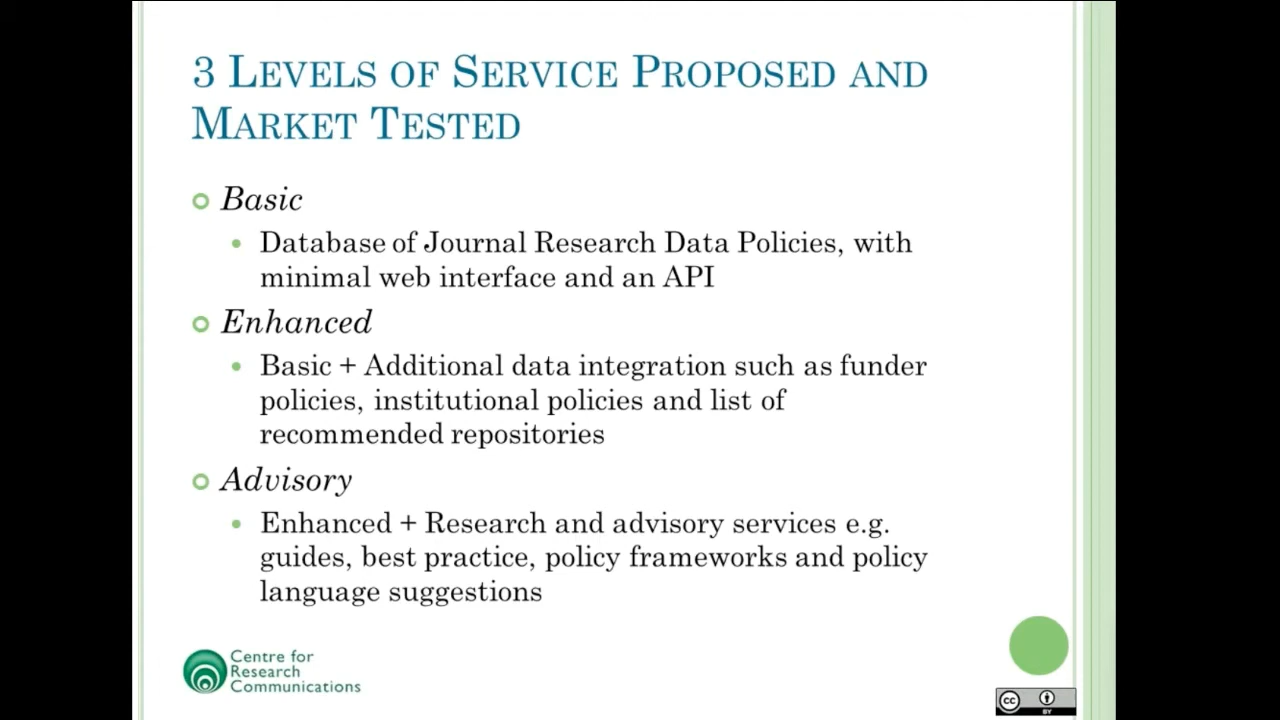 3 Levels of Service Proposed and
Market Tested
Basic
Database of Journal Research Data Policies, with
minimal web interface and an API
Enhanced
Basic + Additional data integration such as funder
policies, institutional policies and list of
recommended repositories
Advisory
Enhanced + Research and advisory services e.g.
guides, best practice, policy frameworks and policy
language suggestions
Centre for
Research
Communications
cc
BY